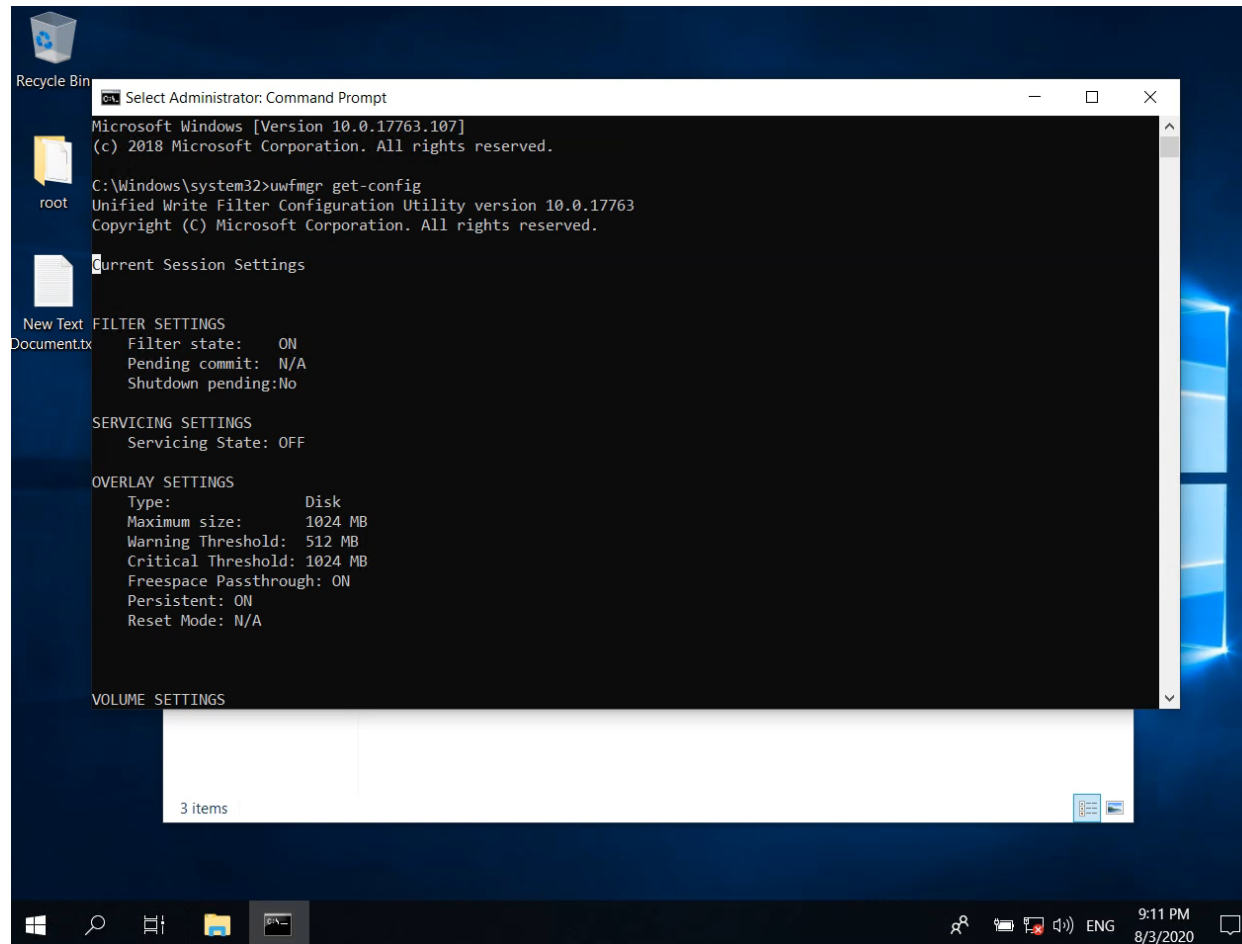 Recycle Bin
Select Administrator: Command Prompt
Microsoft Windows [Version 10.0.17763.107]
(c) 2018 Microsoft Corporation. All rights reserved.
C:\Windows\system32>uwfmgr get-config
root
Unified Write Filter Configuration Utility version 10.0.17763
Copyright (C) Microsoft Corporation. All rights reserved.
Current Session Settings
New Text
Document.tx
FILTER SETTINGS
Filter state: ON
Pending commit: N/A
Shutdown pending:No
SERVICING SETTINGS
Servicing State: OFF
OVERLAY SETTINGS
Type: Disk
Maximum size: 1024 MB
Warning Threshold: 512 MB
Critical Threshold: 1024 MB
Freespace Passthrough: ON
Persistent: ON
Reset Mode: N/A
VOLUME SETTINGS
3 items
ENG
9:11 PM
8/3/2020